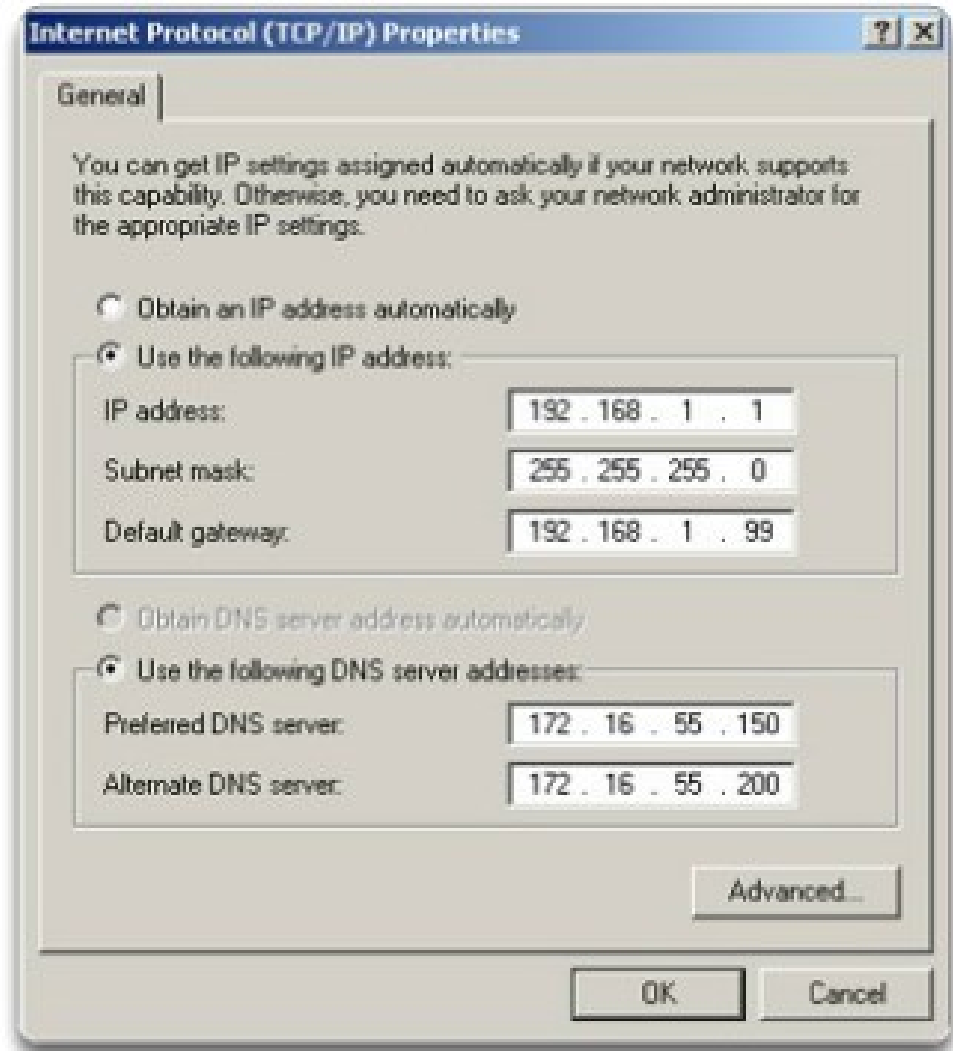 Internet Protocol (TCP/IP) Properties
General
You can get IP settings assigned automatically if your network supports
this capability. Otherwise, you need to ask your network administrator for
the appropriate IP settings.
Obtain an IP address automatically
Use the following IP address:
IP address: 192 . 168 . 1 . 1
Subnet mask: 255 . 255 . 255 . 0
Default gateway: 192 . 168 . 1 . 99
Obtain DNS server address automatically
Use the following DNS server addresses:
Preferred DNS server: 172 . 16 . 55 . 150
Alternate DNS server: 172 . 16 . 55 . 200
Advanced...
OK Cancel